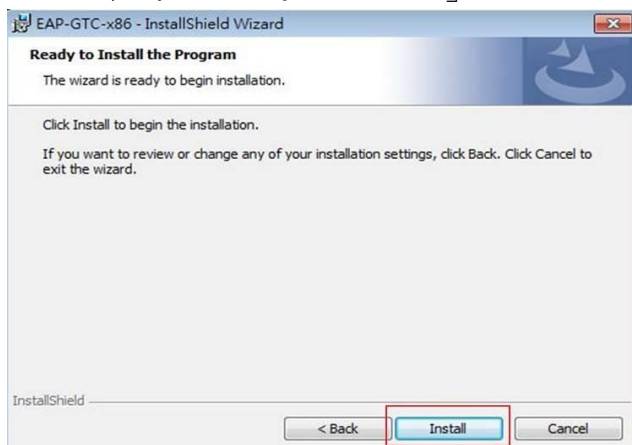 EAP-GTC-x86 - InstallShield Wizard
Ready to Install the Program
The wizard is ready to begin installation.
Click Install to begin the installation.
If you want to review or change any of your installation settings, click Back. Click Cancel to
exit the wizard.
InstallShield
< Back Install Cancel